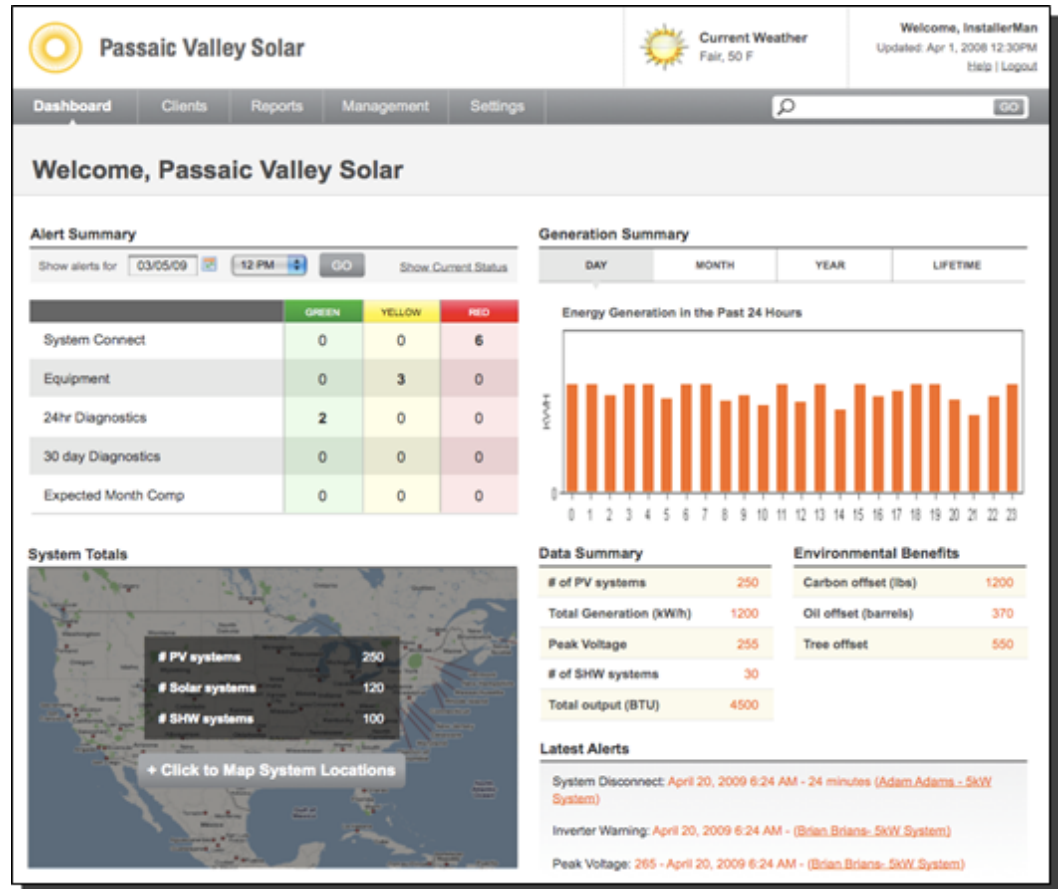 Passaic Valley Solar
Current Weather
Fair, 50 F
Welcome, InstallerMan
Updated: Apr 1, 2008 12:30PM
Help | Logout
Dashboard Clients Reports Management Settings GO
Welcome, Passaic Valley Solar
Alert Summary
Show alerts for 03/05/09 12 PM GO Show Current Status
GREEN YELLOW RED
System Connect 0 0 6
Equipment 0 3 0
24hr Diagnostics 2 0 0
30 day Diagnostics 0 0 0
Expected Month Comp 0 0 0
Generation Summary
DAY MONTH YEAR LIFETIME
Energy Generation in the Past 24 Hours
KWH
0
0 1 2 3 4 5 6 7 8 9 10 11 12 13 14 15 16 17 18 19 20 21 22 23
System Totals
# PV systems 250
# Solar systems 120
# SHW systems 100
+ Click to Map System Locations
Data Summary
# of PV systems 250
Total Generation (kW/h) 1200
Peak Voltage 255
# of SHW systems 30
Total output (BTU) 4500
Environmental Benefits
Carbon offset (lbs) 1200
Oil offset (barrels) 370
Tree offset 550
Latest Alerts
System Disconnect: April 20, 2009 6:24 AM - 24 minutes (Adam Adams - 5kW
System)
Inverter Warning: April 20, 2009 6:24 AM - (Brian Brians- 5kW System)
Peak Voltage: 265 - April 20, 2009 6:24 AM - (Brian Brians- 5kW System)